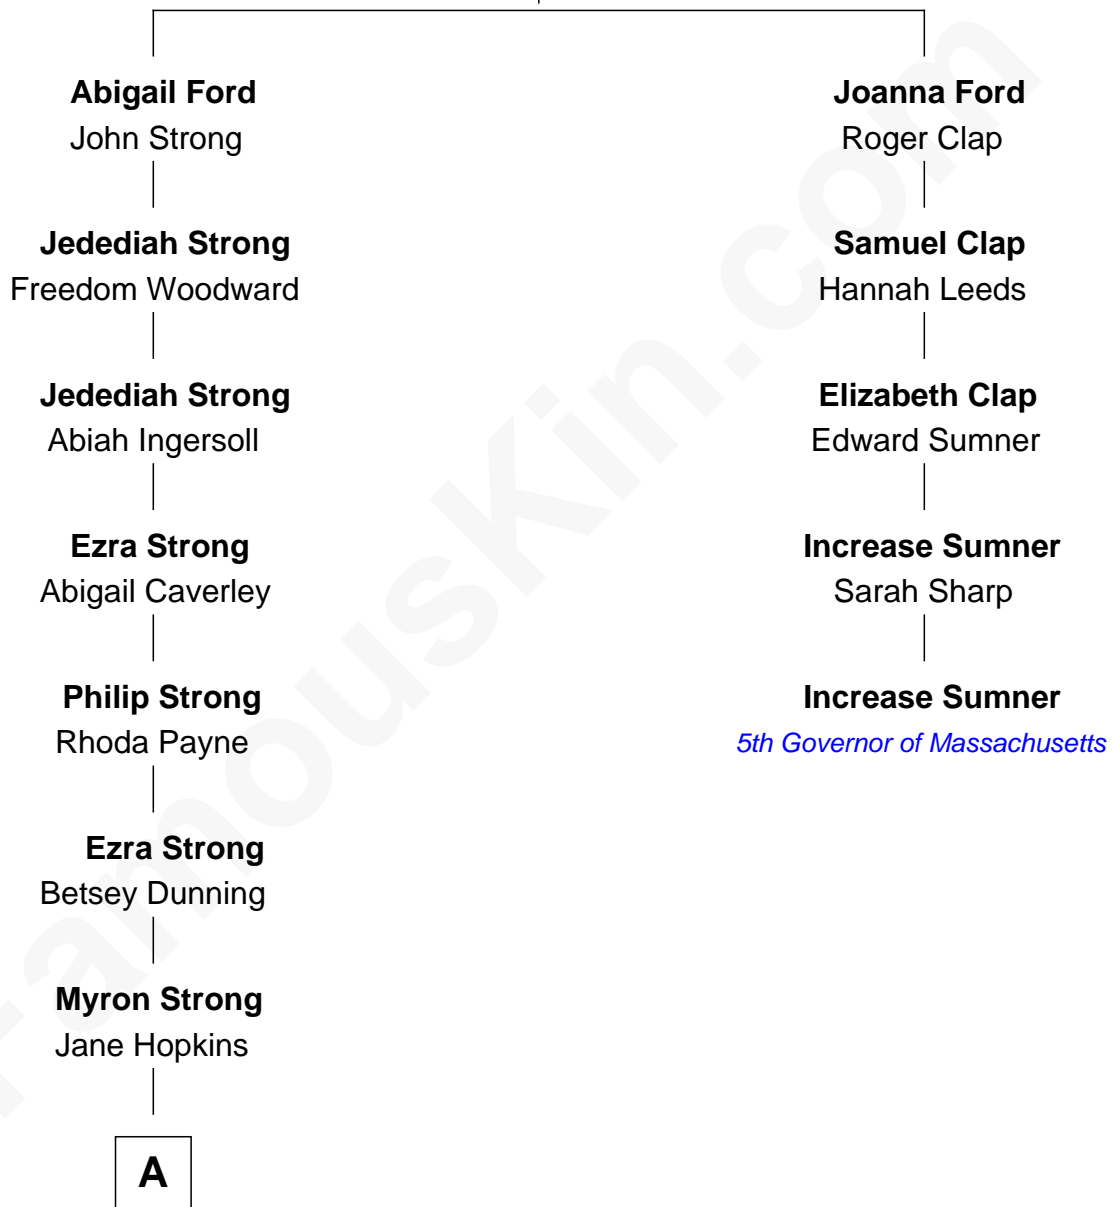 Abigail Ford
John Strong
Joanna Ford
Roger Clap
Jedediah Strong
Freedom Woodward
Samuel Clap
Hannah Leeds
Jedediah Strong
Abiah Ingersoll
Elizabeth Clap
Edward Sumner
Ezra Strong
Abigail Caverley
Increase Sumner
Sarah Sharp
Philip Strong
Rhoda Payne
Increase Sumner
5th Governor of Massachusetts
Ezra Strong
Betsey Dunning
Myron Strong
Jane Hopkins
A
FamousKin.com